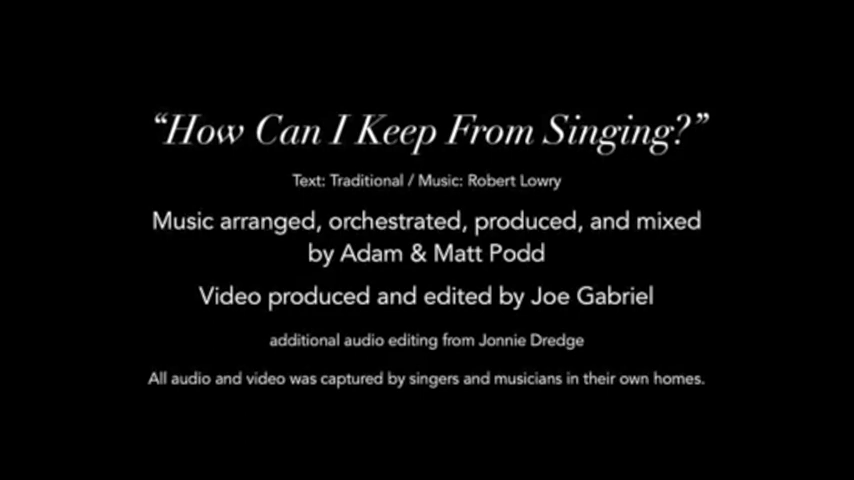 “How Can I Keep From Singing?”
Text: Traditional / Music: Robert Lowry
Music arranged, orchestrated, produced, and mixed
by Adam & Matt Podd
Video produced and edited by Joe Gabriel
additional audio editing from Jonnie Dredge
All audio and video was captured by singers and musicians in their own homes.